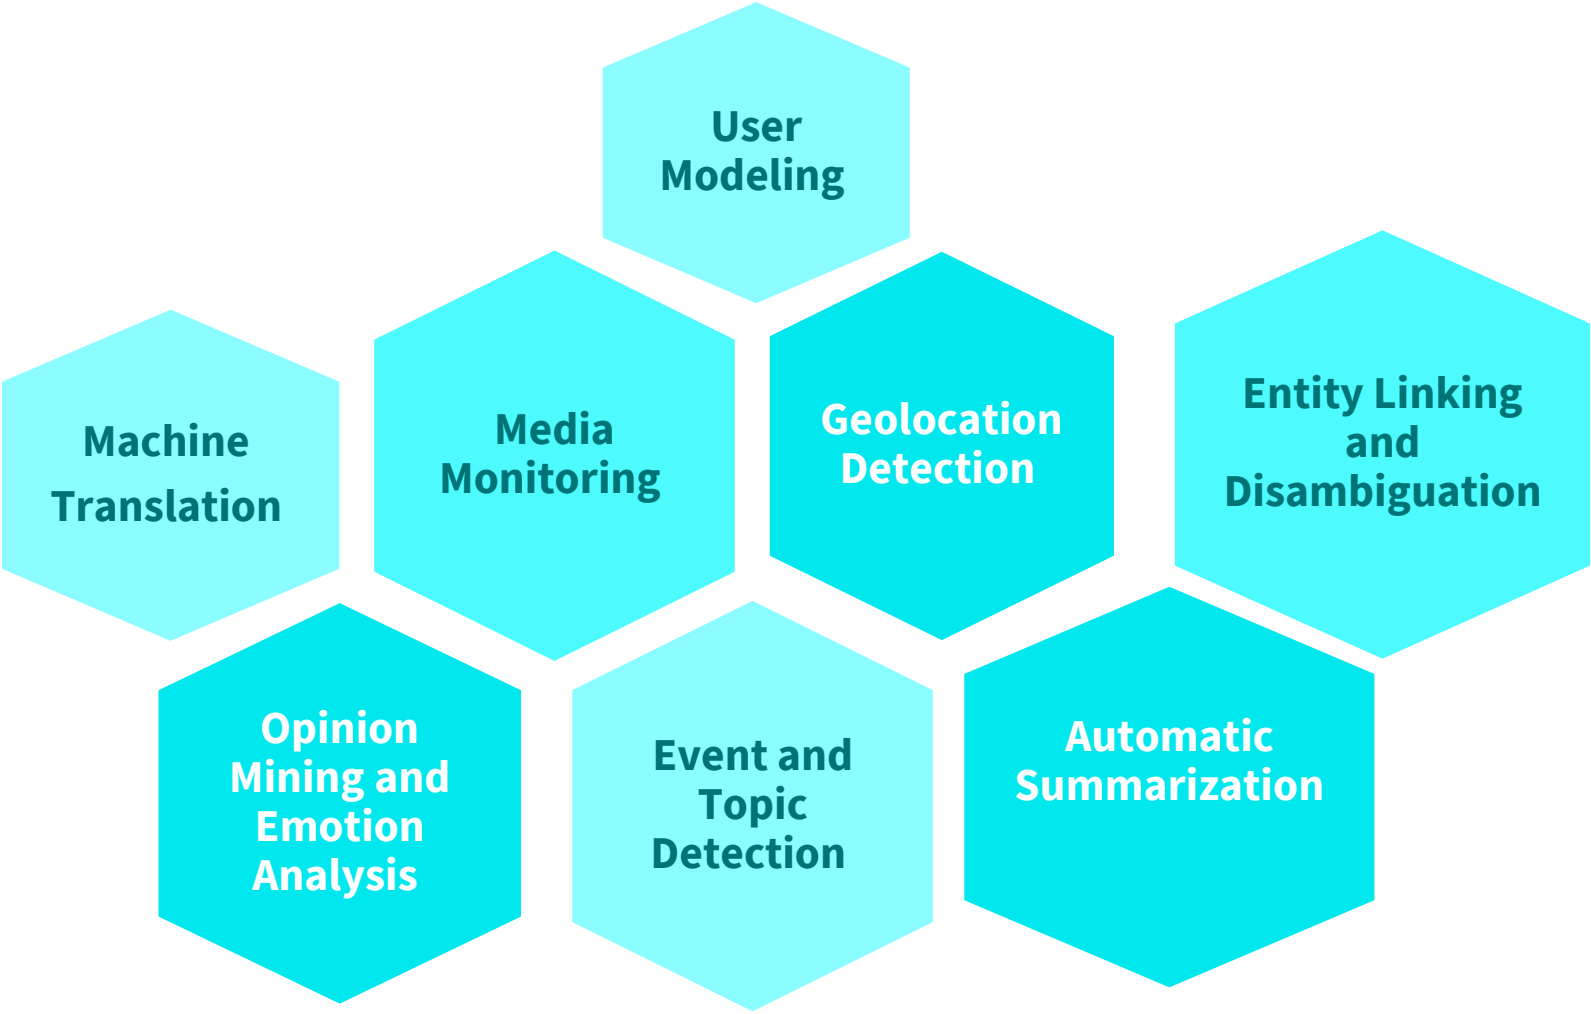 User
Modeling
Machine
Translation
Media
Monitoring
Geolocation
Detection
Entity Linking
and
Disambiguation
Opinion
Mining and
Emotion
Analysis
Event and
Topic
Detection
Automatic
Summarization